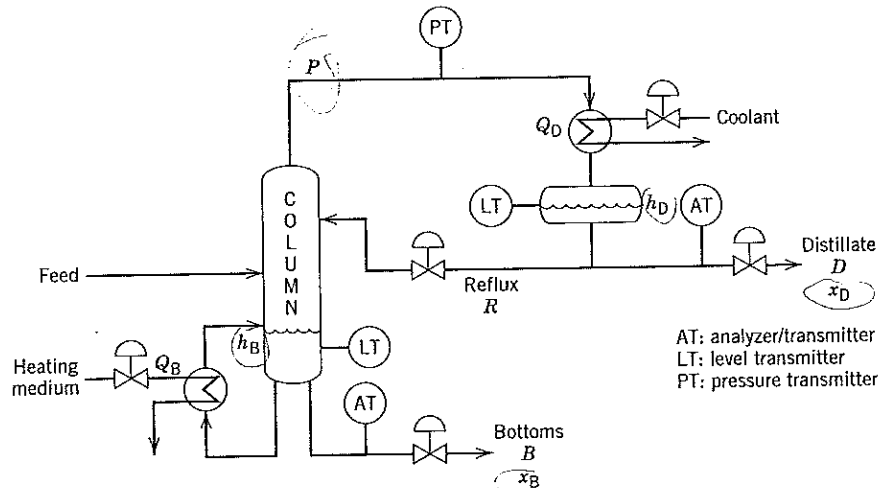 PT
P
Q_D
Coolant
COLUMN
LT
h_D
AT
Feed
Reflux
R
Distillate
D
x_D
h_B
LT
Heating
medium
Q_B
AT
Bottoms
B
x_B
AT: analyzer/transmitter
LT: level transmitter
PT: pressure transmitter